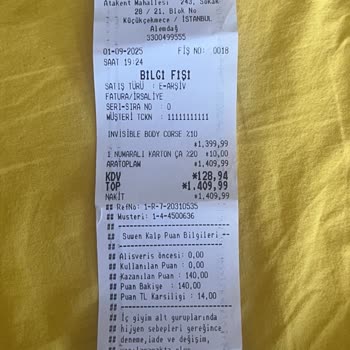 Atakent Mahallesi 243. Sokak
28 / 21. Blok No
Küçükçekmece / İSTANBUL
Alemdağ
3300499555
01-09-2025 FİŞ NO: 0018
SAAT 19:24
BİLGİ FİŞİ
SATIŞ TÜRÜ : E-ARŞİV
FATURA/İRSALİYE
SERİ-SIRA NO : 0
MÜŞTERİ TCKN : 11111111111
INVISIBLE BODY CORSE %10
*1.399,99
1 NUMARALI KARTON ÇA %20 *10,00
ARATOPLAM *1.409,99
KDV *128,94
TOP *1.409,99
NAKİT *1.409,99
## RefNo: 1-R-7-20310535
## Musteri: 1-4-4500636
## ------------------------
## Suwen Kalp Puan Bilgileri --
## ------------------------
## Alisveris öncesi: 0,00
## Kullanılan Puan : 0,00
## Kazanılan Puan : 140,00
## Puan Bakiye : 140,00
## Puan TL Karsiligi : 14,00
## ------------------------
## İç giyim alt guruplarında
## hijyen sebepleri gereğince
## deneme,iade ve değişim,